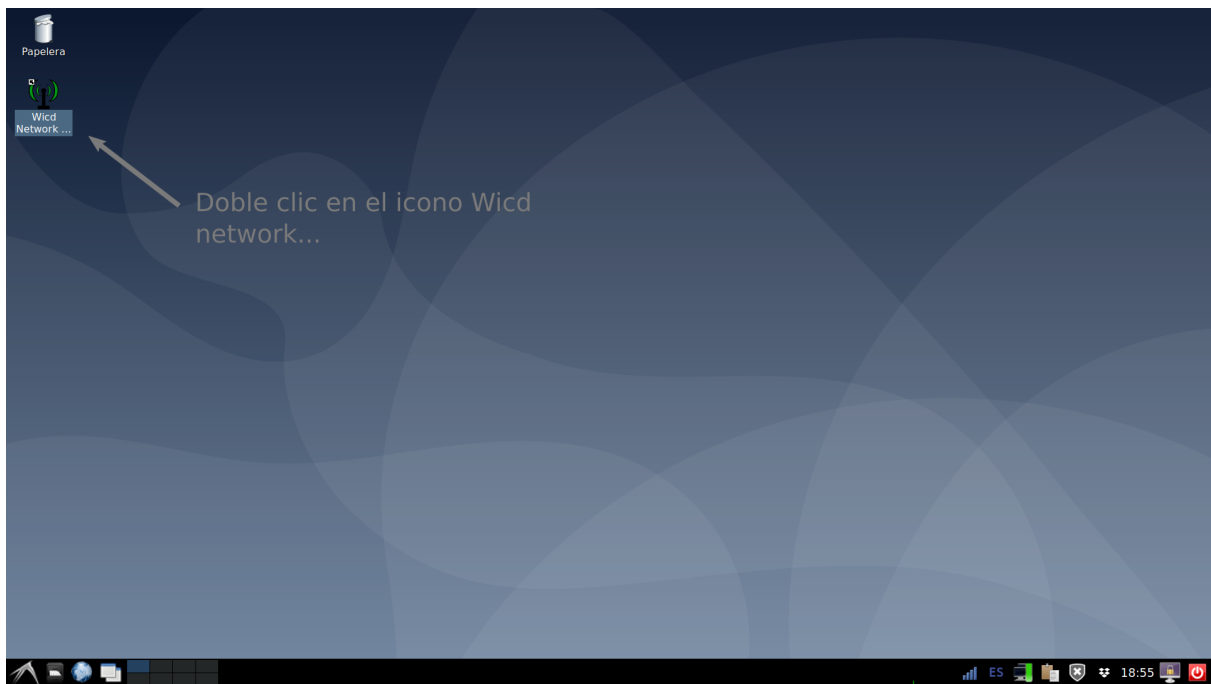 Papelera
Wicd
Network ...
Doble clic en el icono Wicd
network...
ES
18:55